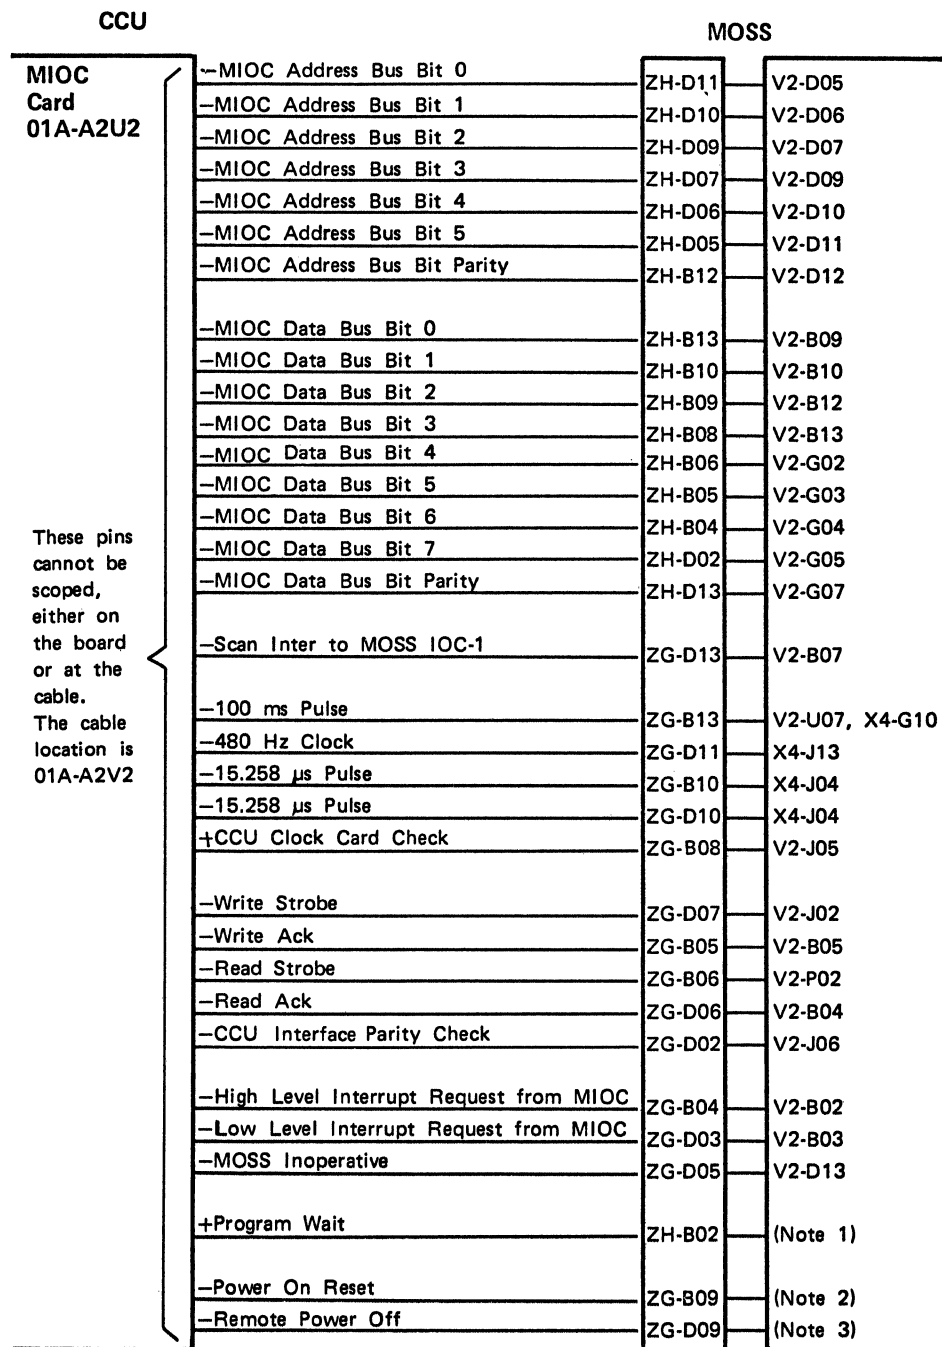 CCU
MOSS
MIOC
Card
01A-A2U2
—MIOC Address Bus Bit 0 ZH-D11 V2-D05
—MIOC Address Bus Bit 1 ZH-D10 V2-D06
—MIOC Address Bus Bit 2 ZH-D09 V2-D07
—MIOC Address Bus Bit 3 ZH-D07 V2-D09
—MIOC Address Bus Bit 4 ZH-D06 V2-D10
—MIOC Address Bus Bit 5 ZH-D05 V2-D11
—MIOC Address Bus Bit Parity ZH-B12 V2-D12
—MIOC Data Bus Bit 0 ZH-B13 V2-B09
—MIOC Data Bus Bit 1 ZH-B10 V2-B10
—MIOC Data Bus Bit 2 ZH-B09 V2-B12
—MIOC Data Bus Bit 3 ZH-B08 V2-B13
—MIOC Data Bus Bit 4 ZH-B06 V2-G02
—MIOC Data Bus Bit 5 ZH-B05 V2-G03
—MIOC Data Bus Bit 6 ZH-B04 V2-G04
—MIOC Data Bus Bit 7 ZH-D02 V2-G05
—MIOC Data Bus Bit Parity ZH-D13 V2-G07
These pins
cannot be
scoped,
either on
the board
or at the
cable.
The cable
location is
01A-A2V2
—Scan Inter to MOSS IOC-1 ZG-D13 V2-B07
—100 ms Pulse ZG-B13 V2-U07, X4-G10
—480 Hz Clock ZG-D11 X4-J13
—15.258 µs Pulse ZG-B10 X4-J04
—15.258 µs Pulse ZG-D10 X4-J04
+CCU Clock Card Check ZG-B08 V2-J05
—Write Strobe ZG-D07 V2-J02
—Write Ack ZG-B05 V2-B05
—Read Strobe ZG-B06 V2-P02
—Read Ack ZG-D06 V2-B04
—CCU Interface Parity Check ZG-D02 V2-J06
—High Level Interrupt Request from MIOC ZG-B04 V2-B02
—Low Level Interrupt Request from MIOC ZG-D03 V2-B03
—MOSS Inoperative ZG-D05 V2-D13
+Program Wait ZH-B02 (Note 1)
—Power On Reset ZG-B09 (Note 2)
—Remote Power Off ZG-D09 (Note 3)